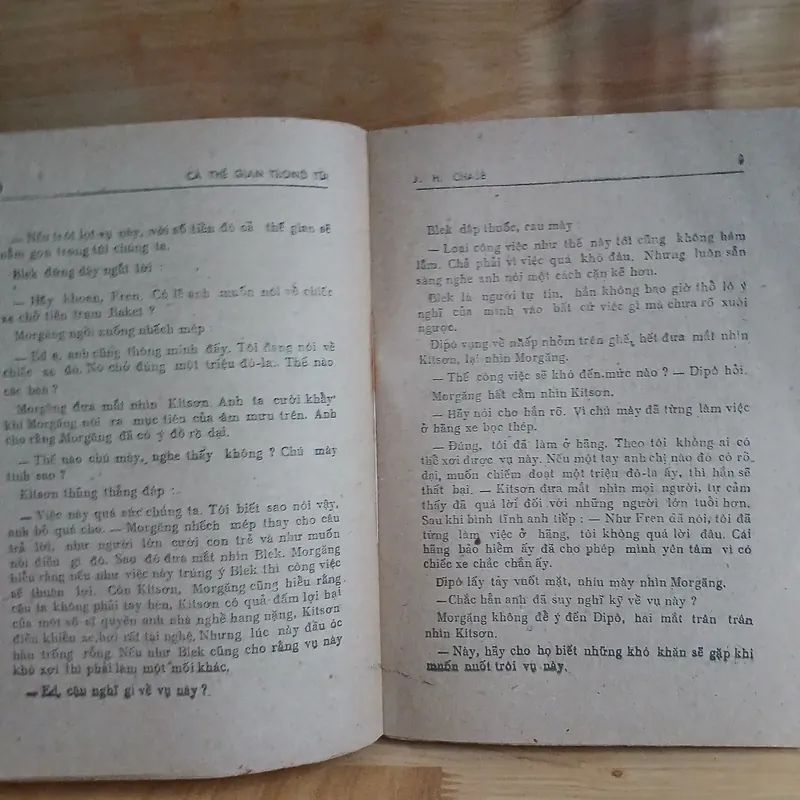 CẢ THẾ GIAN TRONG TÚI
— Nếu trót lọt vụ này, với số tiền đó cả thế gian sẽ
nằm gọn trong túi chúng ta.
Blek đứng dậy ngắt lời :
— Hãy khoan, Fren. Có lẽ anh muốn nói về chiếc
xe chở tiền trạm Raket ?
Morgăng ngồi xuống nhếch mép :
— Ed ạ, anh cũng thông minh đấy. Tôi đang nói về
chiếc xe đó. Nó chở đúng một triệu đô-la. Thế nào
các bạn ?
Morgăng đưa mắt nhìn Kitsơn. Anh ta cười khẩy
khi Morgăng nói ra mục tiêu của âm mưu trên. Anh
cho rằng Morgăng đã có ý đồ rồ dại.
— Thế nào chú mày, nghe thấy không ? Chú mày
tính sao ?
Kitsơn thủng thẳng đáp :
— Việc này quá sức chúng ta. Tôi biết sao nói vậy,
anh bỏ quá cho. — Morgăng nhếch mép thay cho câu
trả lời, như người lớn cười con trẻ và như muốn
nói điều gì đó. Sau đó đưa mắt nhìn Blek. Morgăng
hiểu rằng nếu như việc này trúng ý Blek thì công việc
sẽ thuận lợi. Còn Kitsơn, Morgăng cũng hiểu rằng
cậu ta không phải tay hèn, Kitsơn có quả đấm lợi hại
của một võ sĩ quyền anh nhà nghề hạng nặng, Kitsơn
điều khiển xe hơi rất tài nghệ. Nhưng lúc này đầu óc
hắn trống rỗng. Nếu như Blek cũng cho rằng vụ này
khó xơi thì phải làm một mồi khác.
— Ed, cậu nghĩ gì về vụ này ?
J. H. CHASE
9
Blek dập thuốc, cau mày :
— Loại công việc như thế này tôi cũng không hám
lắm. Chả phải vì việc quá khó đâu. Nhưng luôn sẵn
sàng nghe anh nói một cách cặn kẽ hơn.
Blek là người tự tin, hắn không bao giờ thổ lộ ý
nghĩ của mình vào bất cứ việc gì mà chưa rõ xuôi
ngược.
Dipô vụng về nhấp nhổm trên ghế, hết đưa mắt nhìn
Kitsơn, lại nhìn Morgăng.
— Thế công việc sẽ khó đến mức nào ? — Dipô hỏi.
Morgăng hất cằm nhìn Kitsơn.
— Hãy nói cho hắn rõ. Vì chú mày đã từng làm việc
ở hãng xe bọc thép.
— Đúng, tôi đã làm ở hãng. Theo tôi không ai có
thể xơi được vụ này. Nếu một tay anh chị nào đó có rồ
dại, muốn chiếm đoạt một triệu đô-la ấy, thì hắn sẽ
thất bại. — Kitsơn đưa mắt nhìn mọi người, tự cảm
thấy đã quá lời đối với những người lớn tuổi hơn.
Sau khi bình tĩnh anh tiếp : — Như Fren đã nói, tôi đã
từng làm việc ở hãng, tôi không quá lời đâu. Cái
hãng bảo hiểm ấy đã cho phép mình yên tâm vì có
chiếc xe chắc chắn ấy.
Dipô lấy tay vuốt mặt, nhíu mày nhìn Morgăng.
—Chắc hẳn anh đã suy nghĩ kỹ về vụ này ?
Morgăng không để ý đến Dipô, hai mắt trân trân
nhìn Kitsơn.
— Này, hãy cho họ biết những khó khăn sẽ gặp khi
muốn nuốt trôi vụ này.